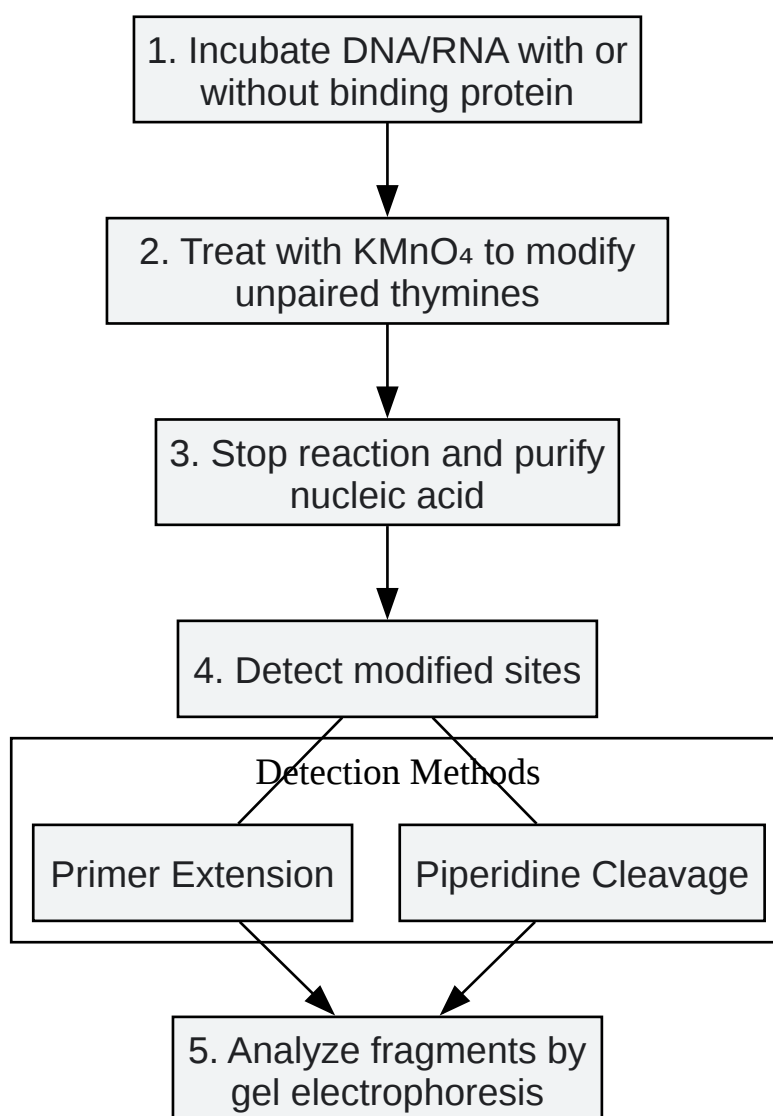 1. Incubate DNA/RNA with or
without binding protein
2. Treat with KMnO₄ to modify
unpaired thymines
3. Stop reaction and purify
nucleic acid
4. Detect modified sites
Detection Methods
Primer Extension
Piperidine Cleavage
5. Analyze fragments by
gel electrophoresis